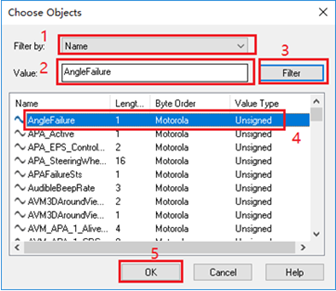 Choose Objects
1
Filter by: Name
2
3
Value: AngleFailure Filter
Name Length... Byte Order Value Type
AngleFailure 1 Motorola Unsigned
4
APA_Active 1 Motorola Unsigned
APA_EPS_Control... 2 Motorola Unsigned
APA_SteeringWhe... 16 Motorola Unsigned
APAFailureSts 1 Motorola Unsigned
AudibleBeepRate 3 Motorola Unsigned
AVM3DAroundVie... 1 Motorola Unsigned
AVM3DAroundVie... 2 Motorola Unsigned
AVM_APA_1_Alive... 4 Motorola Unsigned
5
OK Cancel Help